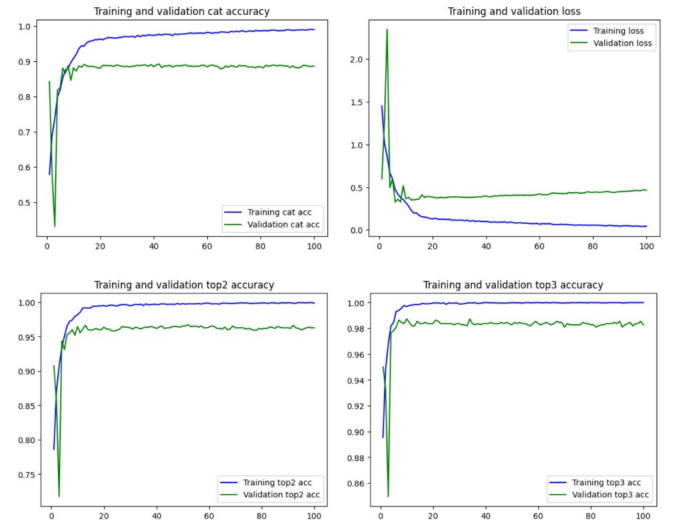 Training and validation cat accuracy
1.0
0.9
0.8
0.7
0.6
0.5
Training cat acc
Validation cat acc
0 20 40 60 80 100
Training and validation loss
Training loss
Validation loss
2.0
1.5
1.0
0.5
0.0
0 20 40 60 80 100
Training and validation top2 accuracy
1.00
0.95
0.90
0.85
0.80
0.75
Training top2 acc
Validation top2 acc
0 20 40 60 80 100
Training and validation top3 accuracy
1.00
0.98
0.96
0.94
0.92
0.90
0.88
0.86
Training top3 acc
Validation top3 acc
0 20 40 60 80 100